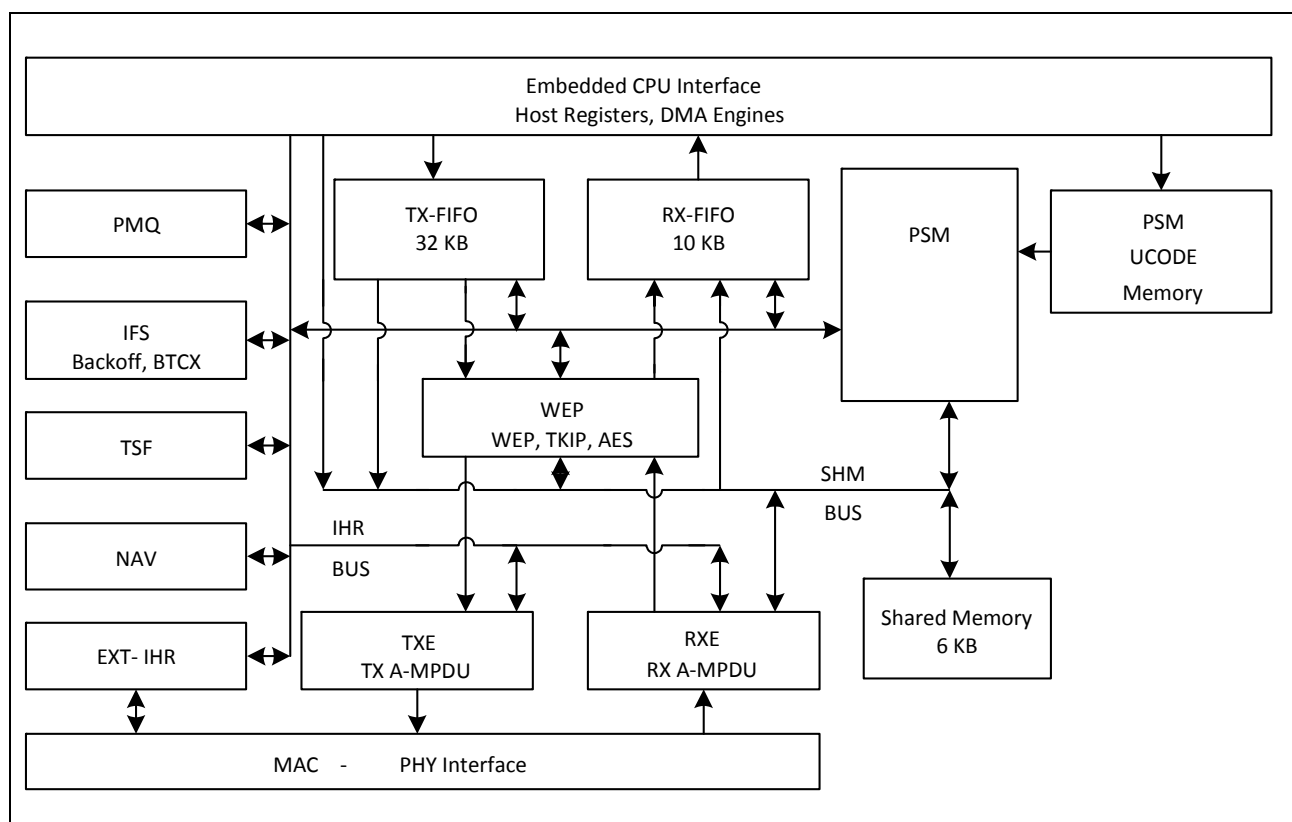 Embedded CPU Interface
Host Registers, DMA Engines
PMQ
TX-FIFO
32 KB
RX-FIFO
10 KB
PSM
PSM
UCODE
Memory
IFS
Backoff, BTCX
WEP
WEP, TKIP, AES
TSF
SHM
BUS
IHR
BUS
NAV
Shared Memory
6 KB
EXT- IHR
TXE
TX A-MPDU
RXE
RX A-MPDU
MAC - PHY Interface